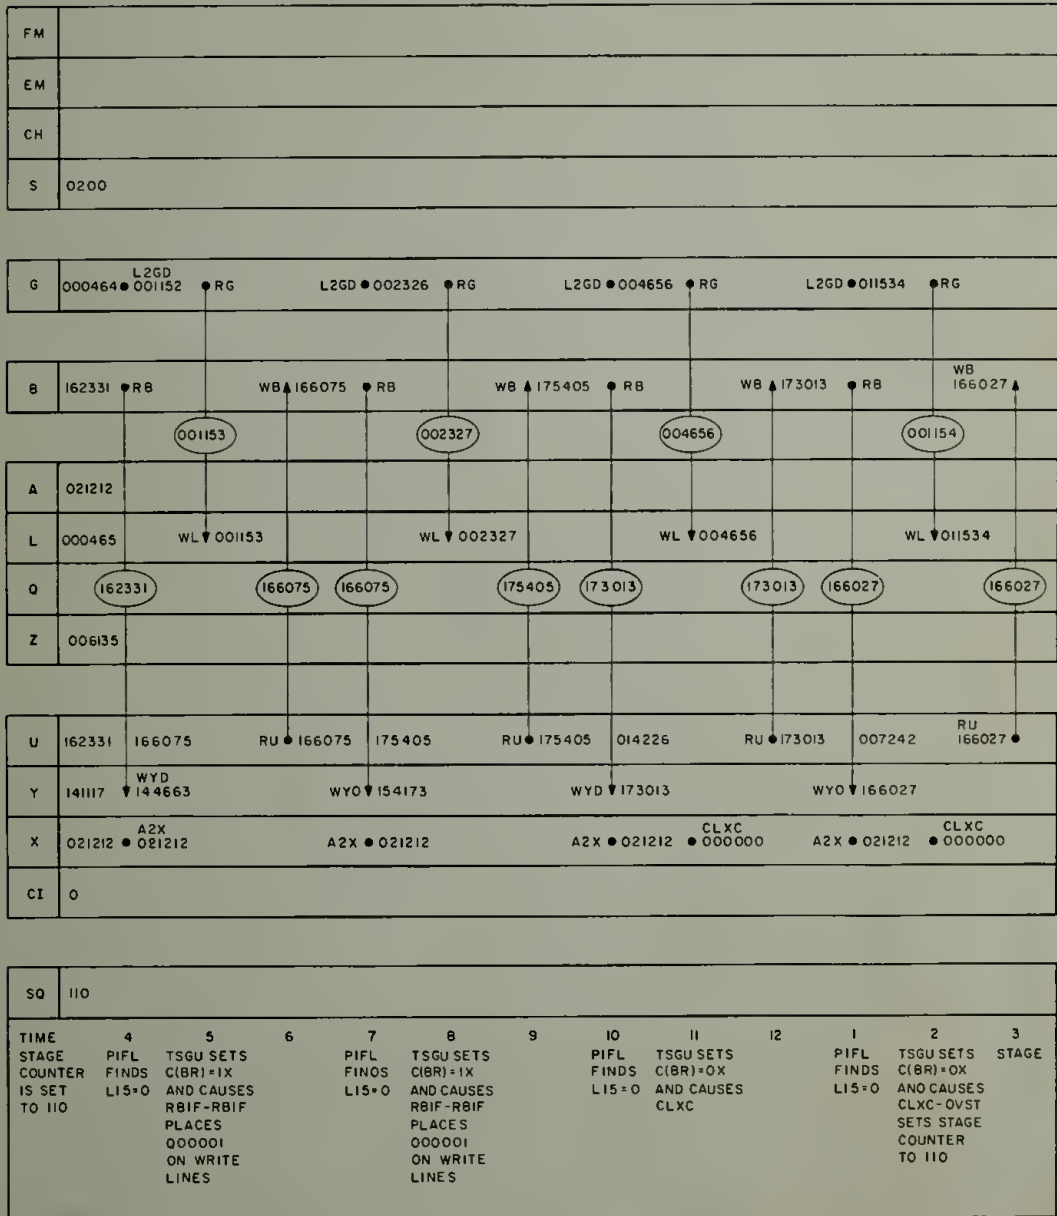 FM
EM
CH
S 0200
L2GD
G 000464 001152 RG L2GD 002326 RG L2GD 004656 RG L2GD 011534 RG
WB
B 162331 RB WB 166075 RB WB 175405 RB WB 173013 RB 166027
001153 002327 004656 001154
A 021212
L 000465 WL 001153 WL 002327 WL 004656 WL 011534
Q 162331 166075 166075 175405 173013 173013 166027 166027
Z 006135
RU
U 162331 166075 RU 166075 175405 RU 175405 014226 RU 173013 007242 166027
WYD
Y 141117 144663 WYO 154173 WYD 173013 WYO 166027
A2X CLXC CLXC
X 021212 021212 A2X 021212 A2X 021212 000000 A2X 021212 000000
CI 0
SQ 110
TIME 4 5 6 7 8 9 10 11 12 1 2 3
STAGE PIFL TSGU SETS PIFL TSGU SETS PIFL TSGU SETS PIFL TSGU SETS STAGE
COUNTER FINDS C(BR)=1X FINOS C(BR)=1X FINDS C(BR)=0X FINDS C(BR)=0X
IS SET L15=0 AND CAUSES L15=0 AND CAUSES L15=0 AND CAUSES L15=0 ANO CAUSES
TO 110 RB1F-RB1F RB1F-RB1F CLXC CLXC-OVST
PLACES PLACES SETS STAGE
000001 000001 COUNTER
ON WRITE ON WRITE TO 110
LINES LINES